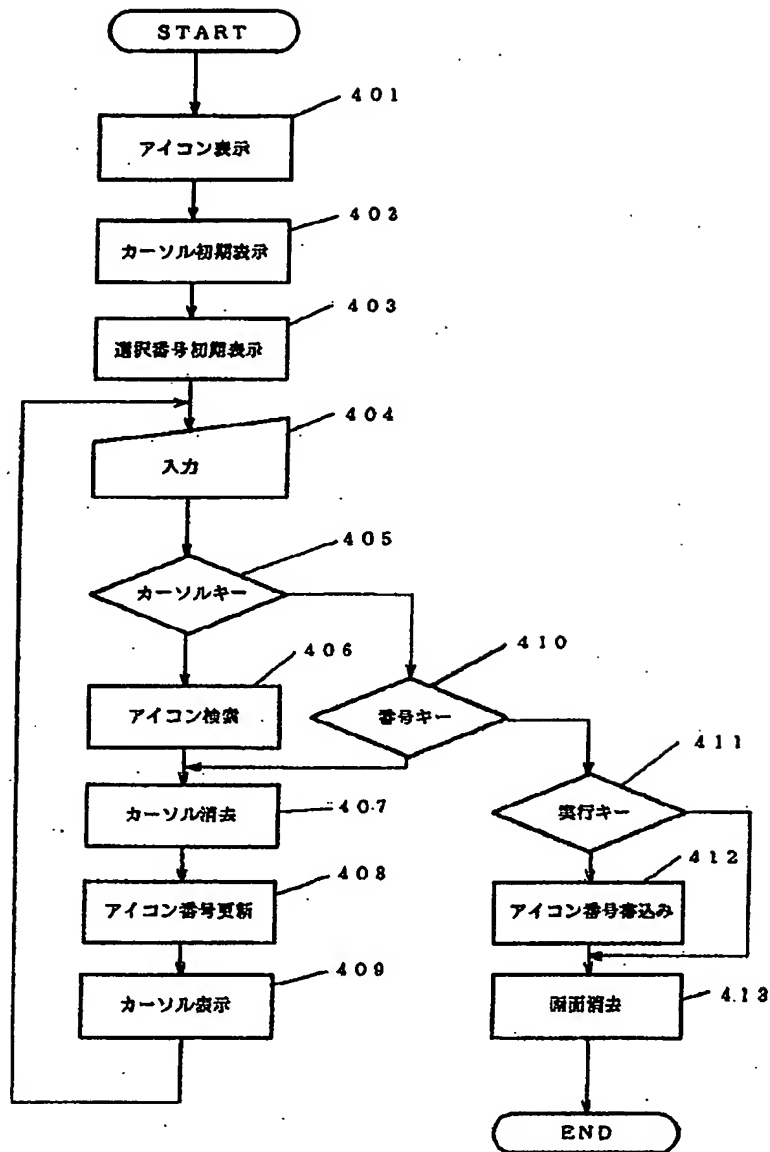 START
401
アイコン表示
402
カーソル初期表示
403
選択番号初期表示
404
入力
405
カーソルキー
406
アイコン検索
410
番号キー
407
カーソル消去
411
実行キー
408
アイコン番号更新
412
アイコン番号書込み
409
カーソル表示
413
画面消去
END